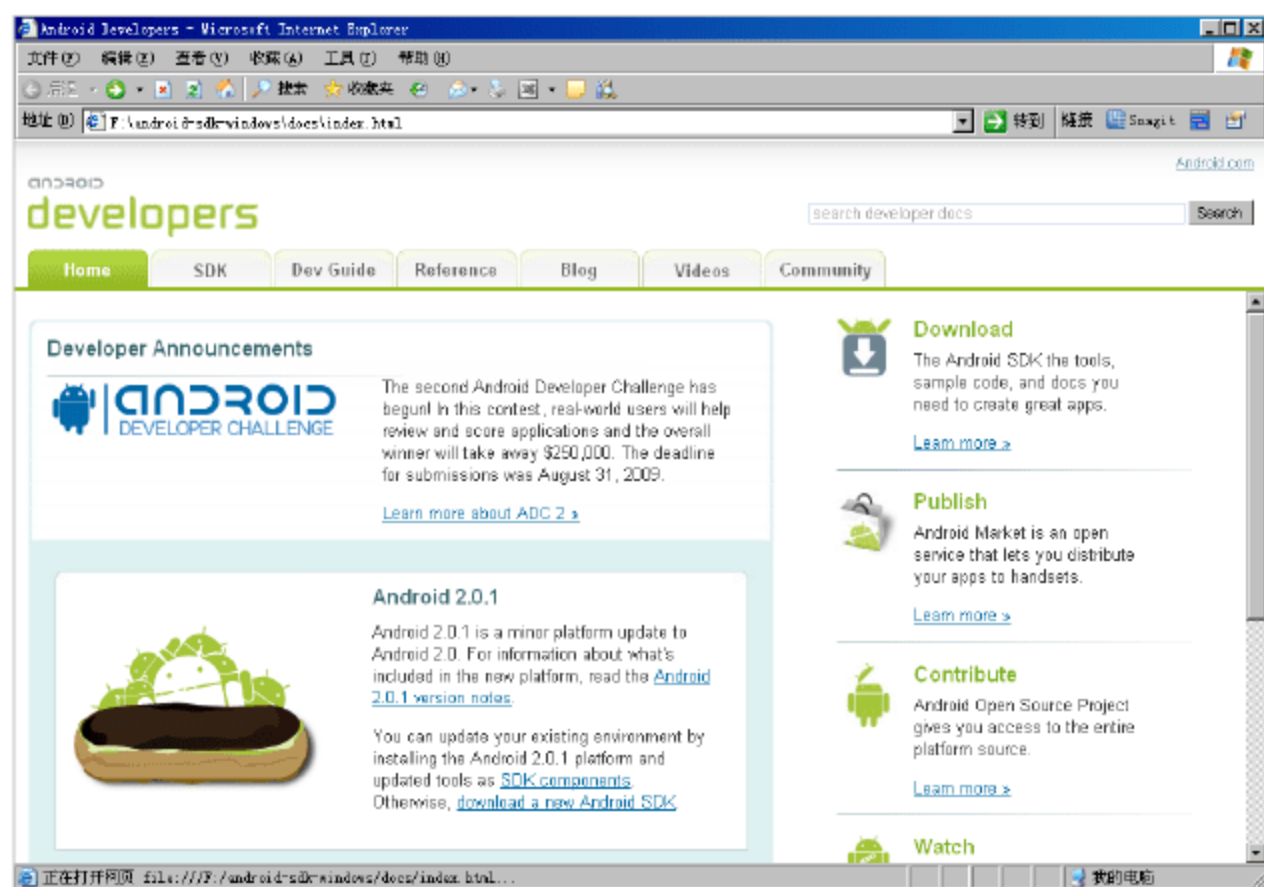 Android Developers - Microsoft Internet Explorer
文件(F) 编辑(E) 查看(V) 收藏(A) 工具(T) 帮助(H)
后退 搜索 收藏夹
地址(D) F:\android-sdk-windows\docs\index.html 转到 链接 Snagit
Android.com
ANDROID
developers
search developer docs Search
Home SDK Dev Guide Reference Blog Videos Community
Developer Announcements
ANDROID
DEVELOPER CHALLENGE
The second Android Developer Challenge has
begun! In this contest, real-world users will help
review and score applications and the overall
winner will take away $250,000. The deadline
for submissions was August 31, 2009.
Learn more about ADC 2 »
Android 2.0.1
Android 2.0.1 is a minor platform update to
Android 2.0. For information about what's
included in the new platform, read the Android
2.0.1 version notes.
You can update your existing environment by
installing the Android 2.0.1 platform and
updated tools as SDK components.
Otherwise, download a new Android SDK.
Download
The Android SDK the tools,
sample code, and docs you
need to create great apps.
Learn more »
Publish
Android Market is an open
service that lets you distribute
your apps to handsets.
Learn more »
Contribute
Android Open Source Project
gives you access to the entire
platform source.
Learn more »
Watch
正在打开网页 file:///F:/android-sdk-windows/docs/index.html... 我的电脑